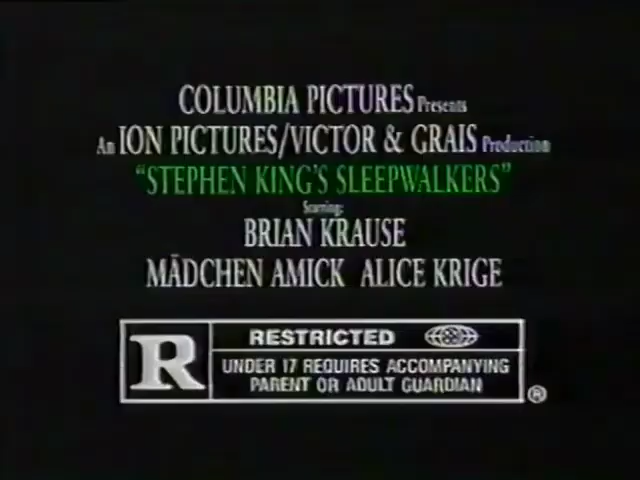 COLUMBIA PICTURES Presents
An ION PICTURES/VICTOR & GRAIS Production
"STEPHEN KING'S SLEEPWALKERS"
Starring:
BRIAN KRAUSE
MÄDCHEN AMICK ALICE KRIGE
R
RESTRICTED
UNDER 17 REQUIRES ACCOMPANYING
PARENT OR ADULT GUARDIAN
®